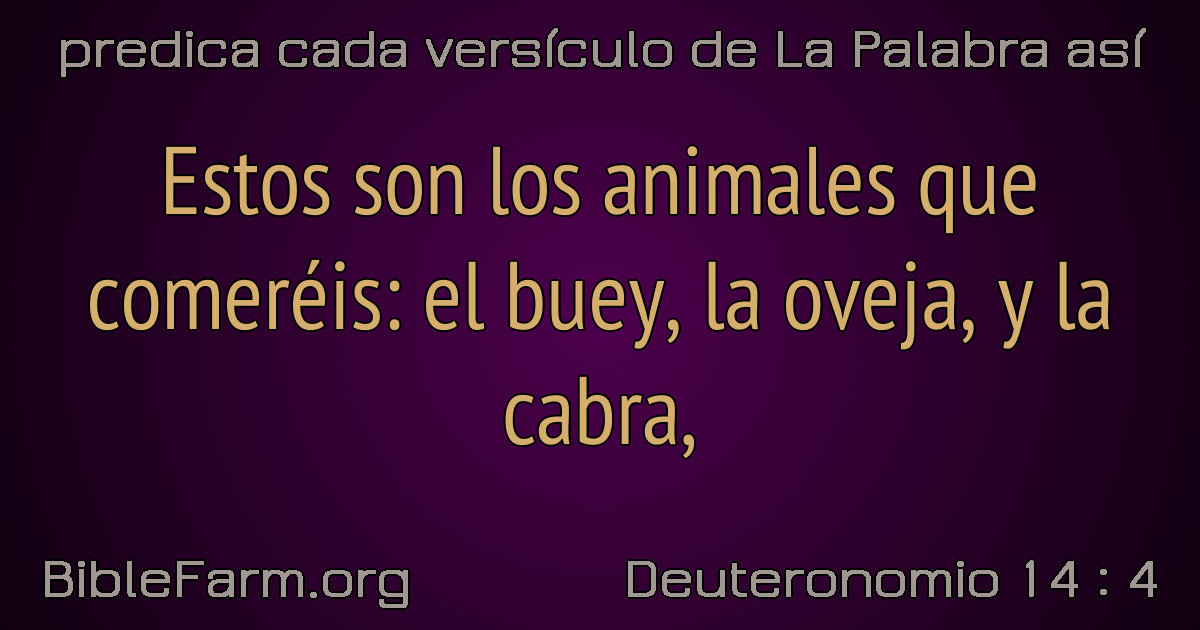 predica cada versículo de La Palabra así
Estos son los animales que
comeréis: el buey, la oveja, y la
cabra,
BibleFarm.org
Deuteronomio 14 : 4